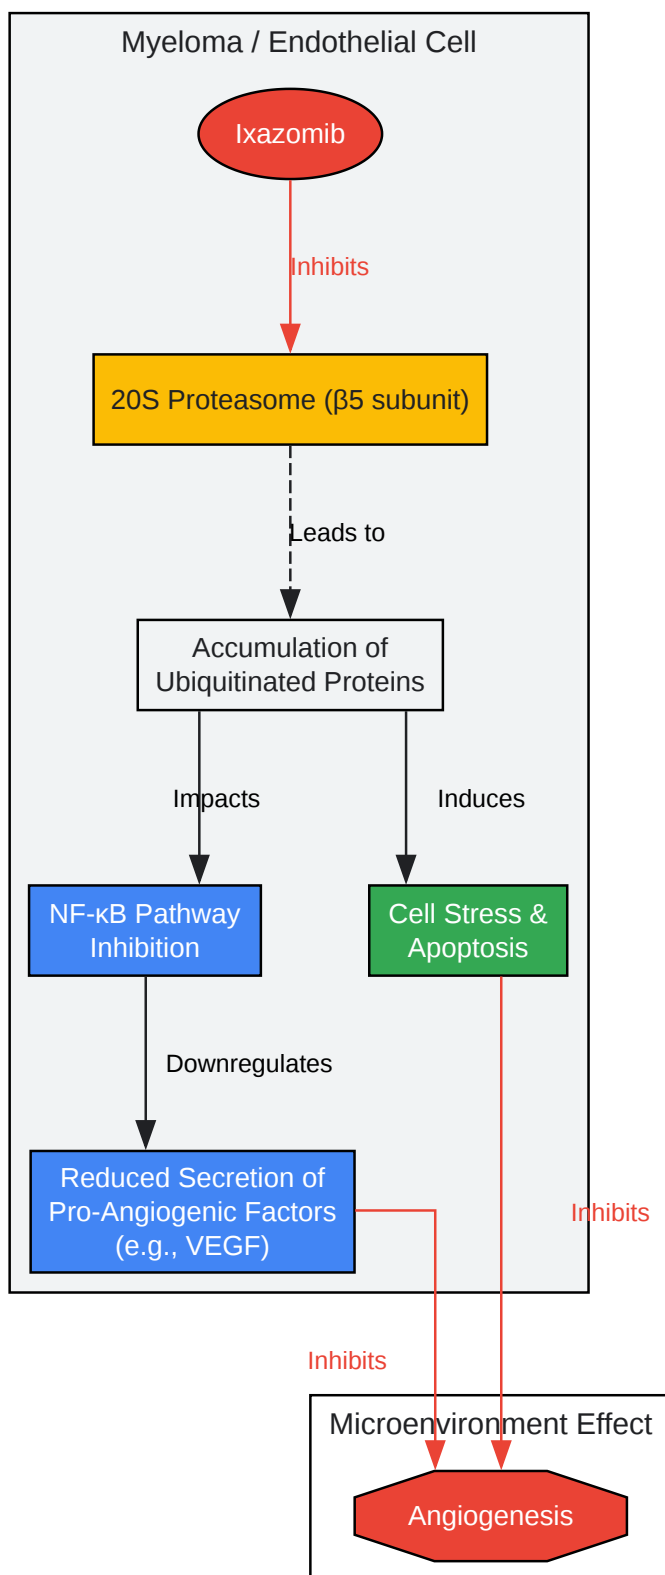 Myeloma / Endothelial Cell
Ixazomib
Inhibits
20S Proteasome (β5 subunit)
Leads to
Accumulation of
Ubiquitinated Proteins
Impacts
Induces
NF-κB Pathway
Inhibition
Cell Stress &
Apoptosis
Downregulates
Reduced Secretion of
Pro-Angiogenic Factors
(e.g., VEGF)
Inhibits
Inhibits
Microenvironment Effect
Angiogenesis